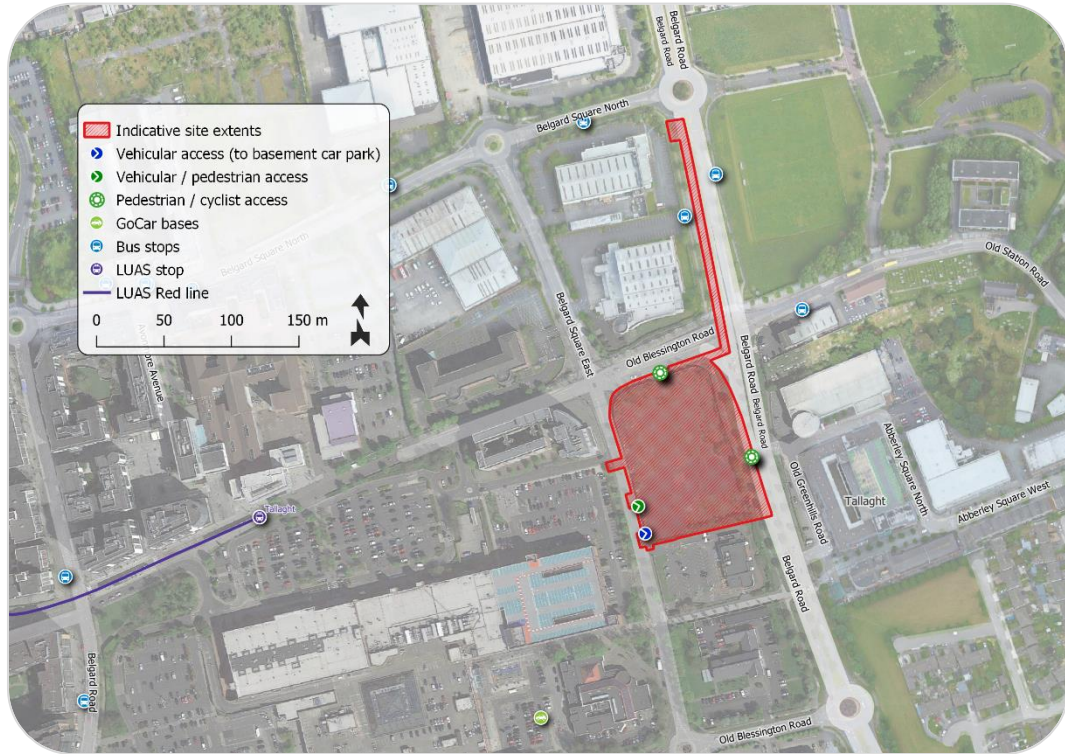 Belgard Road
Belgard Road
Belgard Square North
Indicative site extents
Vehicular access (to basement car park)
Vehicular / pedestrian access
Pedestrian / cyclist access
GoCar bases
Bus stops
LUAS stop
LUAS Red line
0 50 100 150 m
Belgard Square North
Old Station Road
Belgard Square East
Old Blessington Road
Belgard Road
Belgard Road
Abberley Square North
Old Greenhills Road
Tallaght
Abberley Square West
Tallaght
Belgard Road
Belgard Road
Old Blessington Road